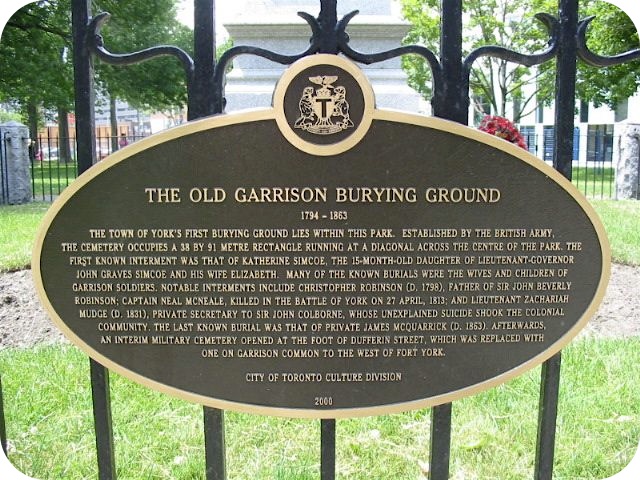 T
THE OLD GARRISON BURYING GROUND
1794 - 1863
THE TOWN OF YORK'S FIRST BURYING GROUND LIES WITHIN THIS PARK. ESTABLISHED BY THE BRITISH ARMY,
THE CEMETERY OCCUPIES A 38 BY 91 METRE RECTANGLE RUNNING AT A DIAGONAL ACROSS THE CENTRE OF THE PARK. THE
FIRST KNOWN INTERMENT WAS THAT OF KATHERINE SIMCOE, THE 15-MONTH-OLD DAUGHTER OF LIEUTENANT-GOVERNOR
JOHN GRAVES SIMCOE AND HIS WIFE ELIZABETH. MANY OF THE KNOWN BURIALS WERE THE WIVES AND CHILDREN OF
GARRISON SOLDIERS. NOTABLE INTERMENTS INCLUDE CHRISTOPHER ROBINSON (D. 1798), FATHER OF SIR JOHN BEVERLY
ROBINSON; CAPTAIN NEAL MCNEALE, KILLED IN THE BATTLE OF YORK ON 27 APRIL, 1813; AND LIEUTENANT ZACHARIAH
MUDGE (D. 1831), PRIVATE SECRETARY TO SIR JOHN COLBORNE, WHOSE UNEXPLAINED SUICIDE SHOOK THE COLONIAL
COMMUNITY. THE LAST KNOWN BURIAL WAS THAT OF PRIVATE JAMES MCQUARRICK (D. 1863). AFTERWARDS,
AN INTERIM MILITARY CEMETERY OPENED AT THE FOOT OF DUFFERIN STREET, WHICH WAS REPLACED WITH
ONE ON GARRISON COMMON TO THE WEST OF FORT YORK.
CITY OF TORONTO CULTURE DIVISION
2000